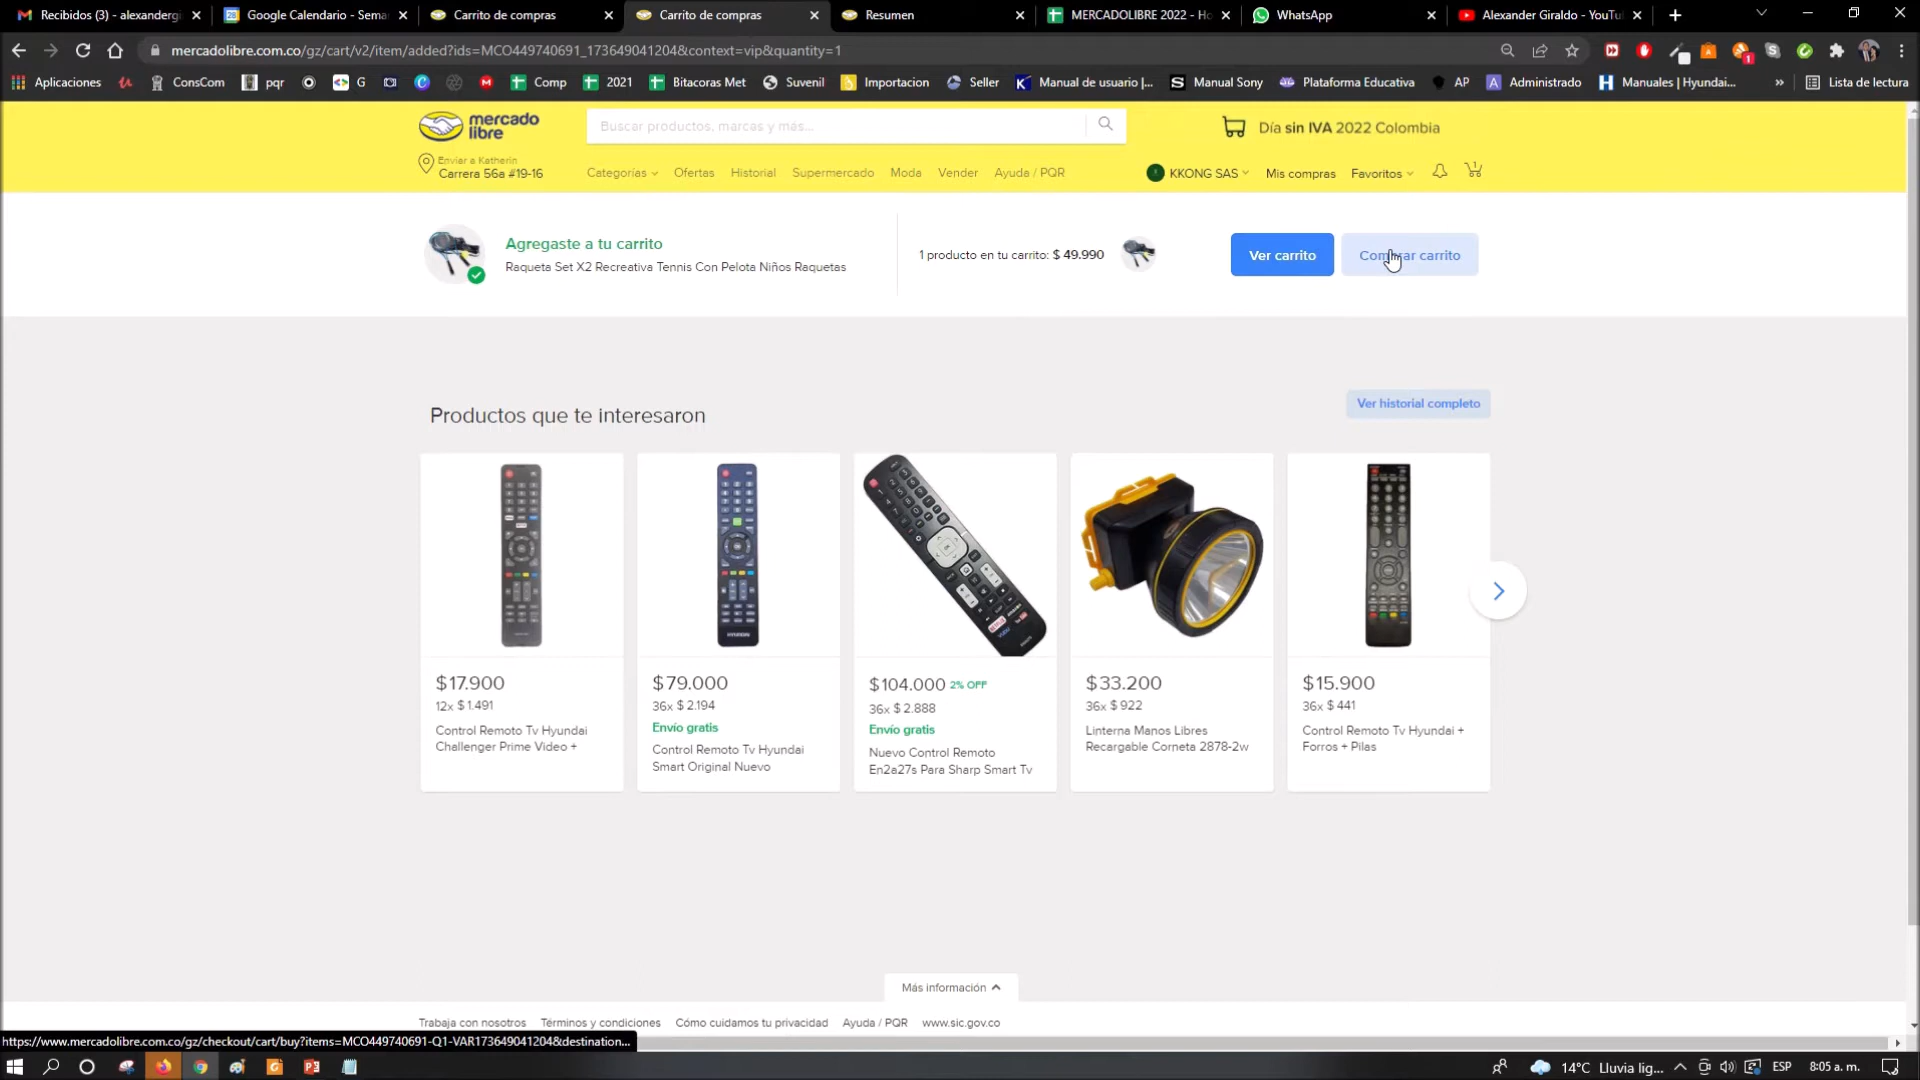 Recibidos (3) - alexandergi
Google Calendario - Sema
Carrito de compras
Carrito de compras
Resumen
MERCADOLIBRE 2022 - Ho
WhatsApp
Alexander Giraldo - YouTu
mercadolibre.com.co/gz/cart/v2/item/added?ids=MCO449740691_173649041204&context=vip&quantity=1
Aplicaciones
ConsCom
pqr
G
Comp
2021
Bitacoras Met
Suvenil
Importacion
Seller
Manual de usuario |...
Manual Sony
Plataforma Educativa
AP
Administrado
Manuales | Hyundai...
»
Lista de lectura
mercado
libre
Buscar productos, marcas y más...
Día sin IVA 2022 Colombia
Enviar a Katherin
Carrera 56a #19-16
Categorías
Ofertas
Historial
Supermercado
Moda
Vender
Ayuda / PQR
KKONG SAS
Mis compras
Favoritos
1
Agregaste a tu carrito
Raqueta Set X2 Recreativa Tennis Con Pelota Niños Raquetas
1 producto en tu carrito: $ 49.990
Ver carrito
Comprar carrito
Productos que te interesaron
Ver historial completo
$ 17.900
12x $ 1.491
Control Remoto Tv Hyundai
Challenger Prime Video +
$ 79.000
36x $ 2.194
Envío gratis
Control Remoto Tv Hyundai
Smart Original Nuevo
$ 104.000 2% OFF
36x $ 2.888
Envío gratis
Nuevo Control Remoto
En2a27s Para Sharp Smart Tv
$ 33.200
36x $ 922
Linterna Manos Libres
Recargable Corneta 2878-2w
$ 15.900
36x $ 441
Control Remoto Tv Hyundai +
Forros + Pilas
Más información
Trabaja con nosotros
Términos y condiciones
Cómo cuidamos tu privacidad
Ayuda / PQR
www.sic.gov.co
https://www.mercadolibre.com.co/gz/checkout/cart/buy?items=MCO449740691-Q1-VAR173649041204&destination...
14°C Lluvia lig...
ESP
8:05 a. m.